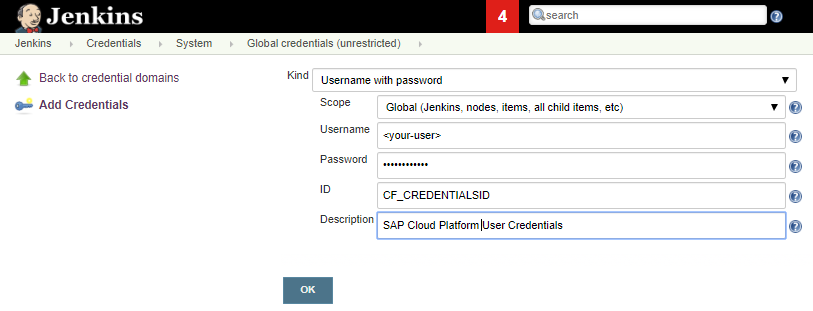 Jenkins 4 search
Jenkins Credentials System Global credentials (unrestricted)
Back to credential domains
Add Credentials
Kind Username with password
Scope Global (Jenkins, nodes, items, all child items, etc)
Username <your-user>
Password ••••••••••••
ID CF_CREDENTIALSID
Description SAP Cloud Platform User Credentials
OK